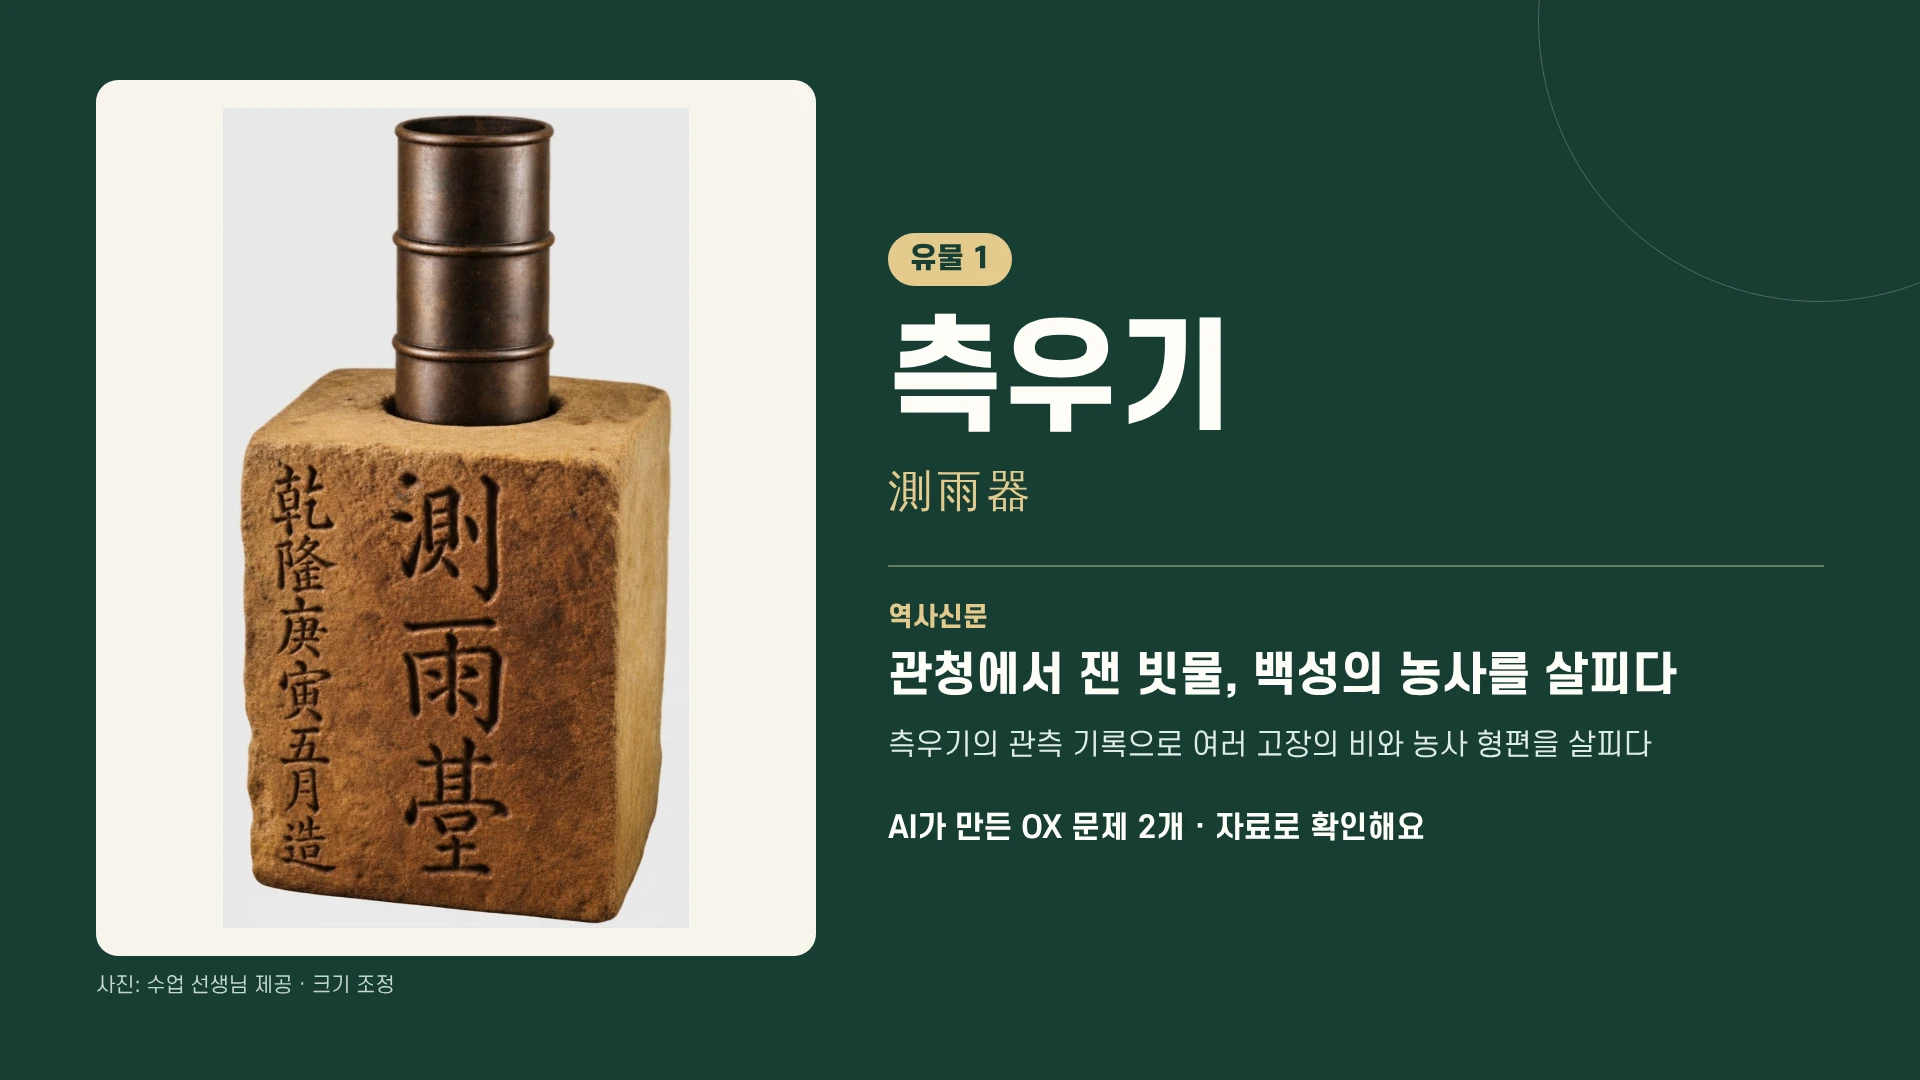 測雨臺
乾隆庚寅五月造
사진: 수업 선생님 제공 · 크기 조정
유물 1
측우기
測雨器
역사신문
관청에서 잰 빗물, 백성의 농사를 살피다
측우기의 관측 기록으로 여러 고장의 비와 농사 형편을 살피다
AI가 만든 OX 문제 2개 · 자료로 확인해요